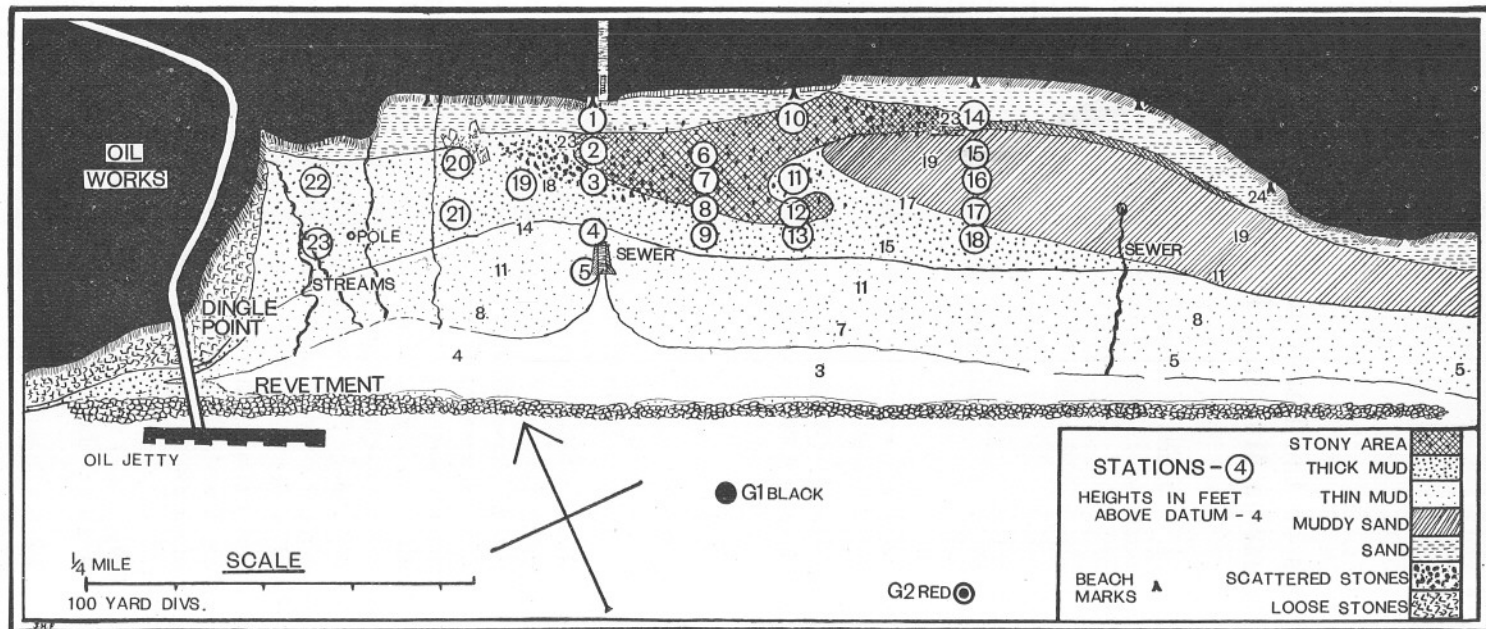 OIL
WORKS
DINGLE
POINT
REVETMENT
OIL JETTY
STREAMS
POLE
SEWER
SEWER
1
10
14
23
23
2
6
15
19
20
22
19
18
3
7
11
16
24
8
12
17
17
21
14
4
9
13
18
15
19
23
5
11
11
11
8
7
8
4
3
5
5
G1 BLACK
G2 RED
1/4 MILE
SCALE
100 YARD DIVS.
STATIONS - 4
HEIGHTS IN FEET
ABOVE DATUM - 4
BEACH
MARKS
STONY AREA
THICK MUD
THIN MUD
MUDDY SAND
SAND
SCATTERED STONES
LOOSE STONES